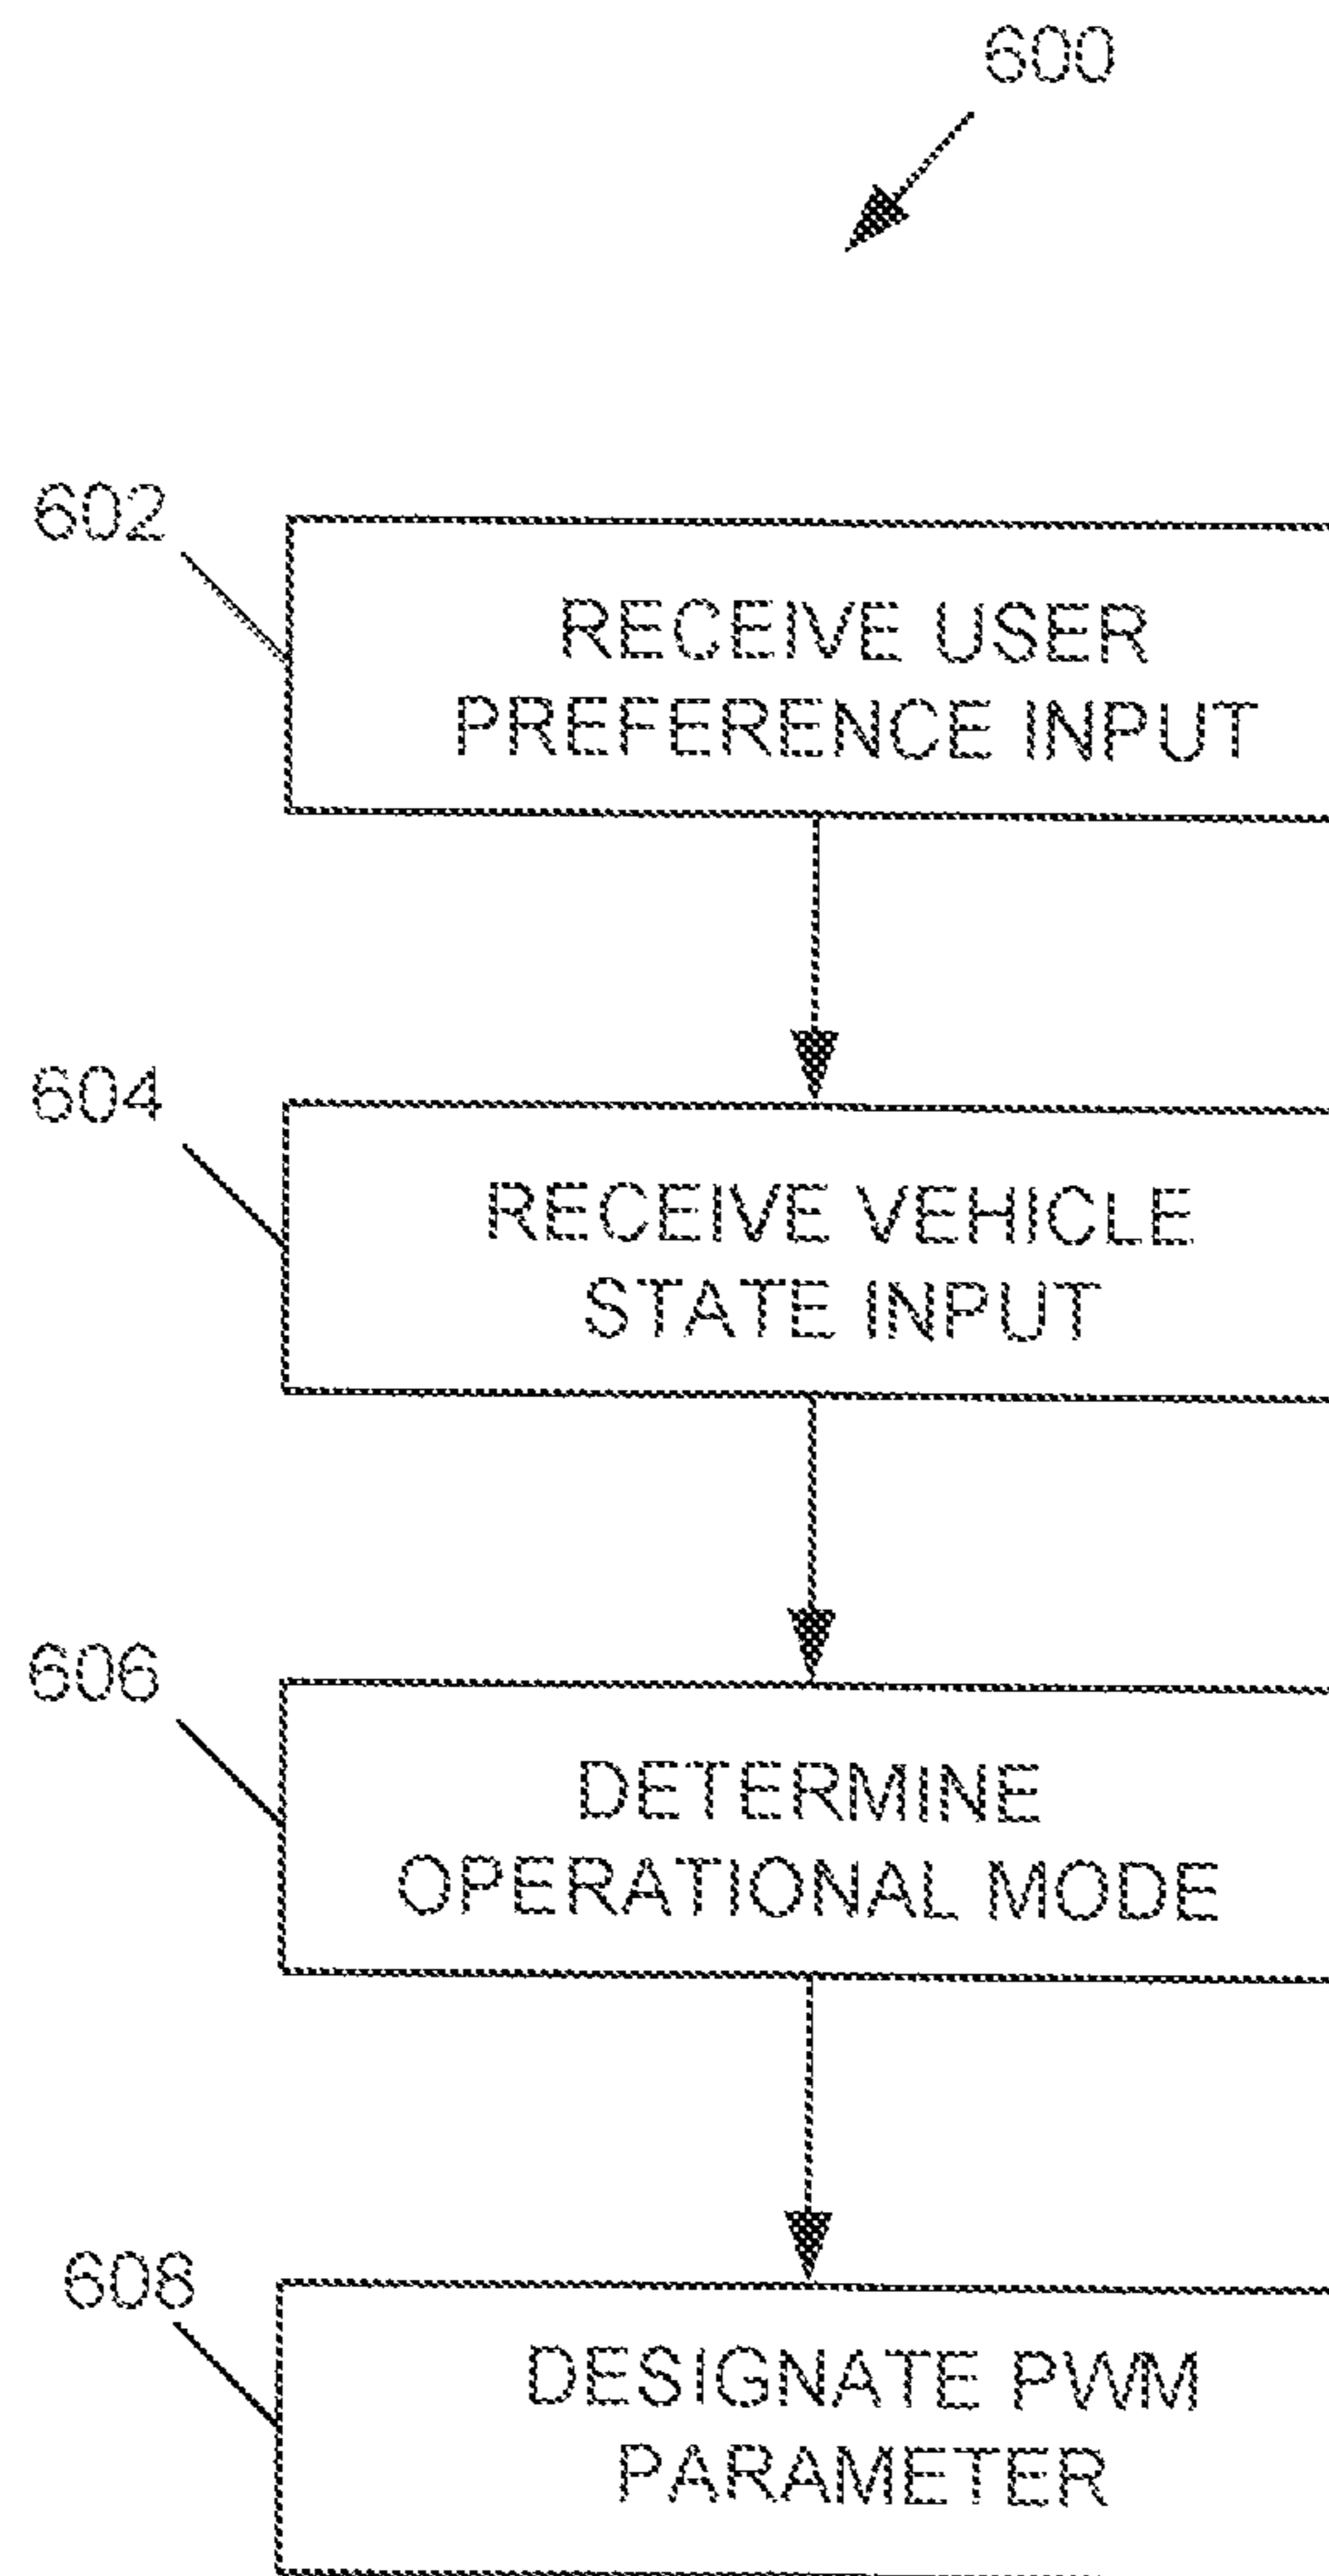 600
602
RECEIVE USER
PREFERENCE INPUT
604
RECEIVE VEHICLE
STATE INPUT
606
DETERMINE
OPERATIONAL MODE
608
DESIGNATE PWM
PARAMETER